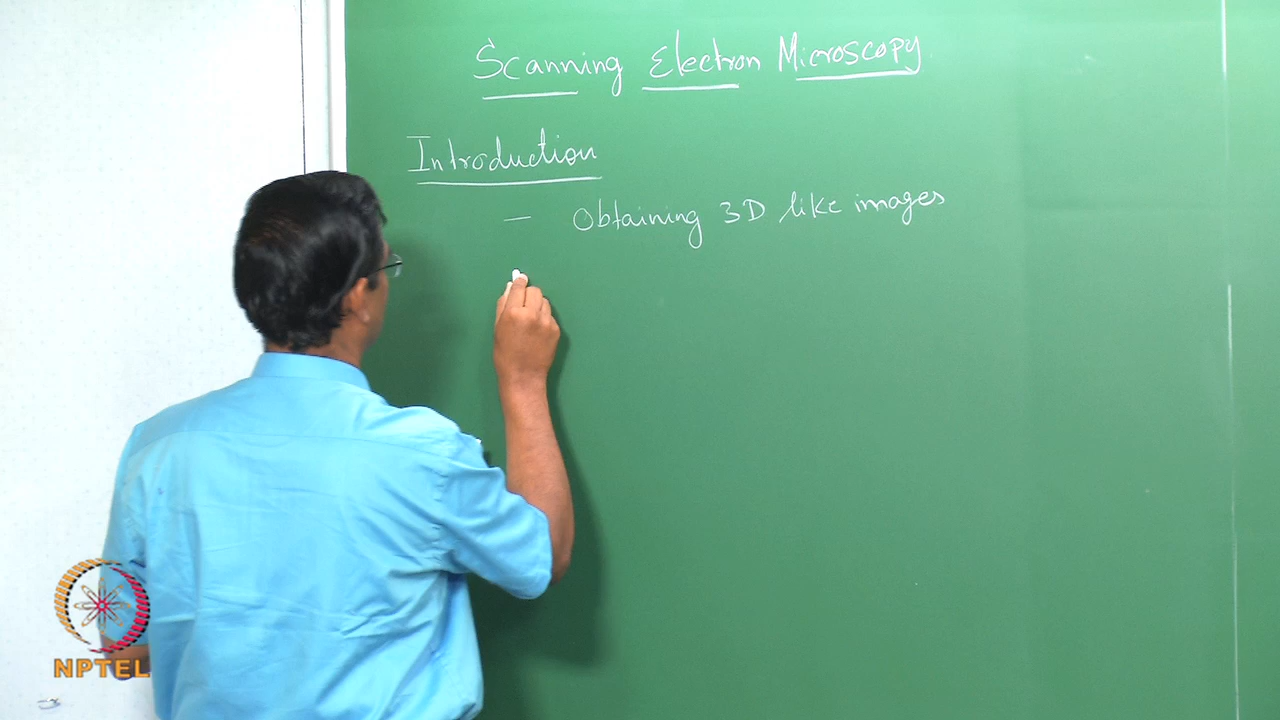 Scanning Electron Microscopy
Introduction
— Obtaining 3D like images
NPTEL